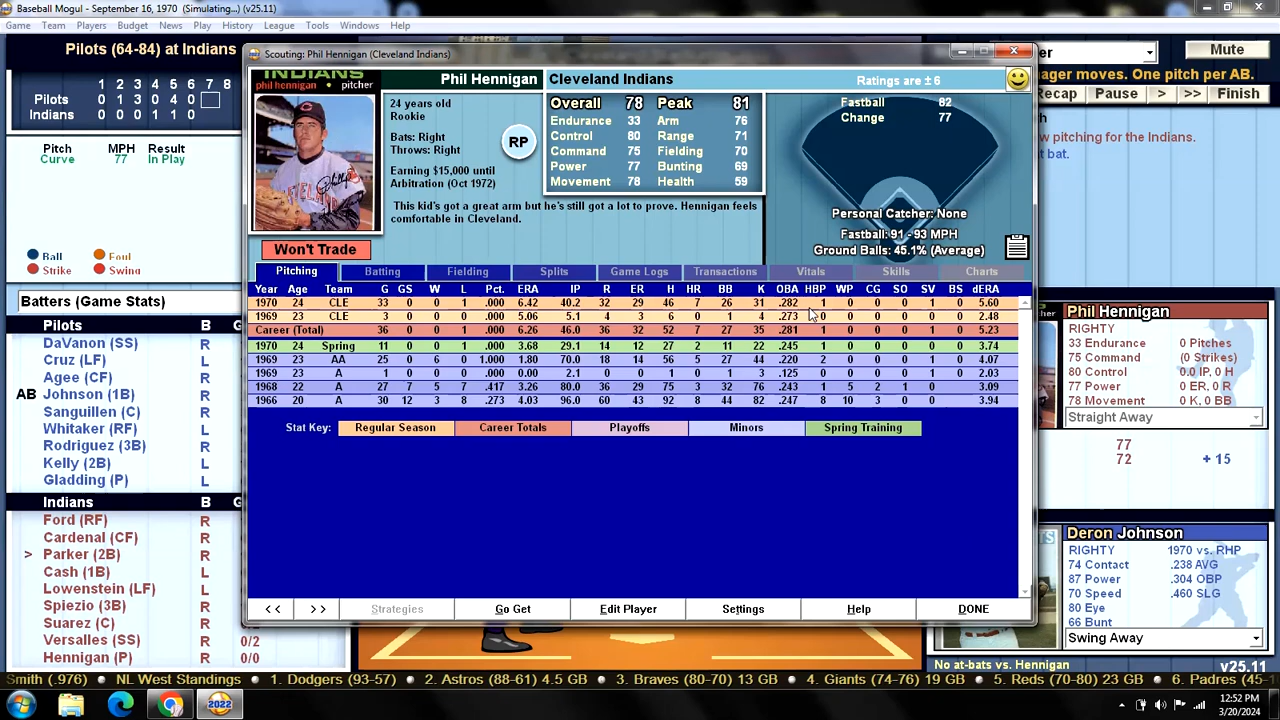 Baseball Mogul - September 16, 1970 (Simulating...) (v25.11)
Game Team Players Budget News Play History League Tools Windows Help
Pilots (64-84) at Indians
1 2 3 4 5 6 7 8
Pilots 0 1 3 0 4 0
Indians 0 0 0 1 1 0
Pitch MPH Result
Curve 77 In Play
Ball Foul
Strike Swing
Batters (Game Stats)
Pilots B
DaVanon (SS) R
Cruz (LF) L
Agee (CF) R
AB Johnson (1B) R
Sanguillen (C) R
Whitaker (RF) L
Rodriguez (3B) R
Kelly (2B) L
Gladding (P) L
Indians B
Ford (RF) R
Cardenal (CF) R
> Parker (2B) R
Cash (1B) L
Lowenstein (LF) L
Spiezio (3B) R
Suarez (C) R
Versalles (SS) R 0/2
Hennigan (P) R 0/0
Scouting: Phil Hennigan (Cleveland Indians)
INDIANS
phil hennigan • pitcher
Phil Hennigan
24 years old
Rookie
Bats: Right
Throws: Right
Earning $15,000 until
Arbitration (Oct 1972)
RP
Cleveland Indians
Overall 78 Peak 81
Endurance 33 Arm 76
Control 80 Range 71
Command 75 Fielding 70
Power 77 Bunting 69
Movement 78 Health 59
Ratings are ± 6
Fastball 82
Change 77
Personal Catcher: None
Fastball: 91 - 93 MPH
Ground Balls: 45.1% (Average)
This kid's got a great arm but he's still got a lot to prove. Hennigan feels
comfortable in Cleveland.
Won't Trade
Pitching Batting Fielding Splits Game Logs Transactions Vitals Skills Charts
Year Age Team G GS W L Pct. ERA IP R ER H HR BB K OBA HBP WP CG SO SV BS dERA
1970 24 CLE 33 0 0 1 .000 6.42 40.2 32 29 46 7 26 31 .282 1 0 0 0 1 0 5.60
1969 23 CLE 3 0 0 0 .000 5.06 5.1 4 3 6 0 1 4 .273 0 0 0 0 0 0 2.48
Career (Total) 36 0 0 1 .000 6.26 46.0 36 32 52 7 27 35 .281 1 0 0 0 1 0 5.23
1970 24 Spring 11 0 0 1 .000 3.68 29.1 14 12 27 2 11 22 .245 1 0 0 0 0 0 3.74
1969 23 AA 21 0 6 0 1.000 1.80 70.0 18 14 56 5 27 44 .220 2 0 0 0 1 4.07
1969 23 A 1 0 0 0 .000 0.00 2.1 0 0 1 0 1 3 .125 0 0 0 0 0 2.03
1968 22 A 27 7 5 7 .417 3.26 80.0 36 29 75 3 32 76 .243 1 5 2 1 0 3.09
1966 20 A 30 12 3 8 .273 4.03 96.0 60 43 92 8 44 82 .247 8 10 3 0 0 3.94
Stat Key: Regular Season Career Totals Playoffs Minors Spring Training
<< >> Strategies Go Get Edit Player Settings Help DONE
Mute
ager moves. One pitch per AB.
ecap Pause > >> Finish
w pitching for the Indians.
at bat.
Phil Hennigan
RIGHTY
33 Endurance 0 Pitches
75 Command (0 Strikes)
80 Control 0.0 IP, 0 H
77 Power 0 ER, 0 R
78 Movement 0 K, 0 BB
Straight Away
77
72 + 15
Deron Johnson
RIGHTY 1970 vs. RHP
74 Contact .238 AVG
87 Power .304 OBP
70 Speed .460 SLG
80 Eye
66 Bunt
Swing Away
No at-bats vs. Hennigan v25.11
Smith (.976) • NL West Standings • 1. Dodgers (93-57) • 2. Astros (88-61) 4.5 GB • 3. Braves (80-70) 13 GB • 4. Giants (74-76) 19 GB • 5. Reds (70-80) 23 GB • 6. Padres (45-
2022
12:52 PM
3/20/2024